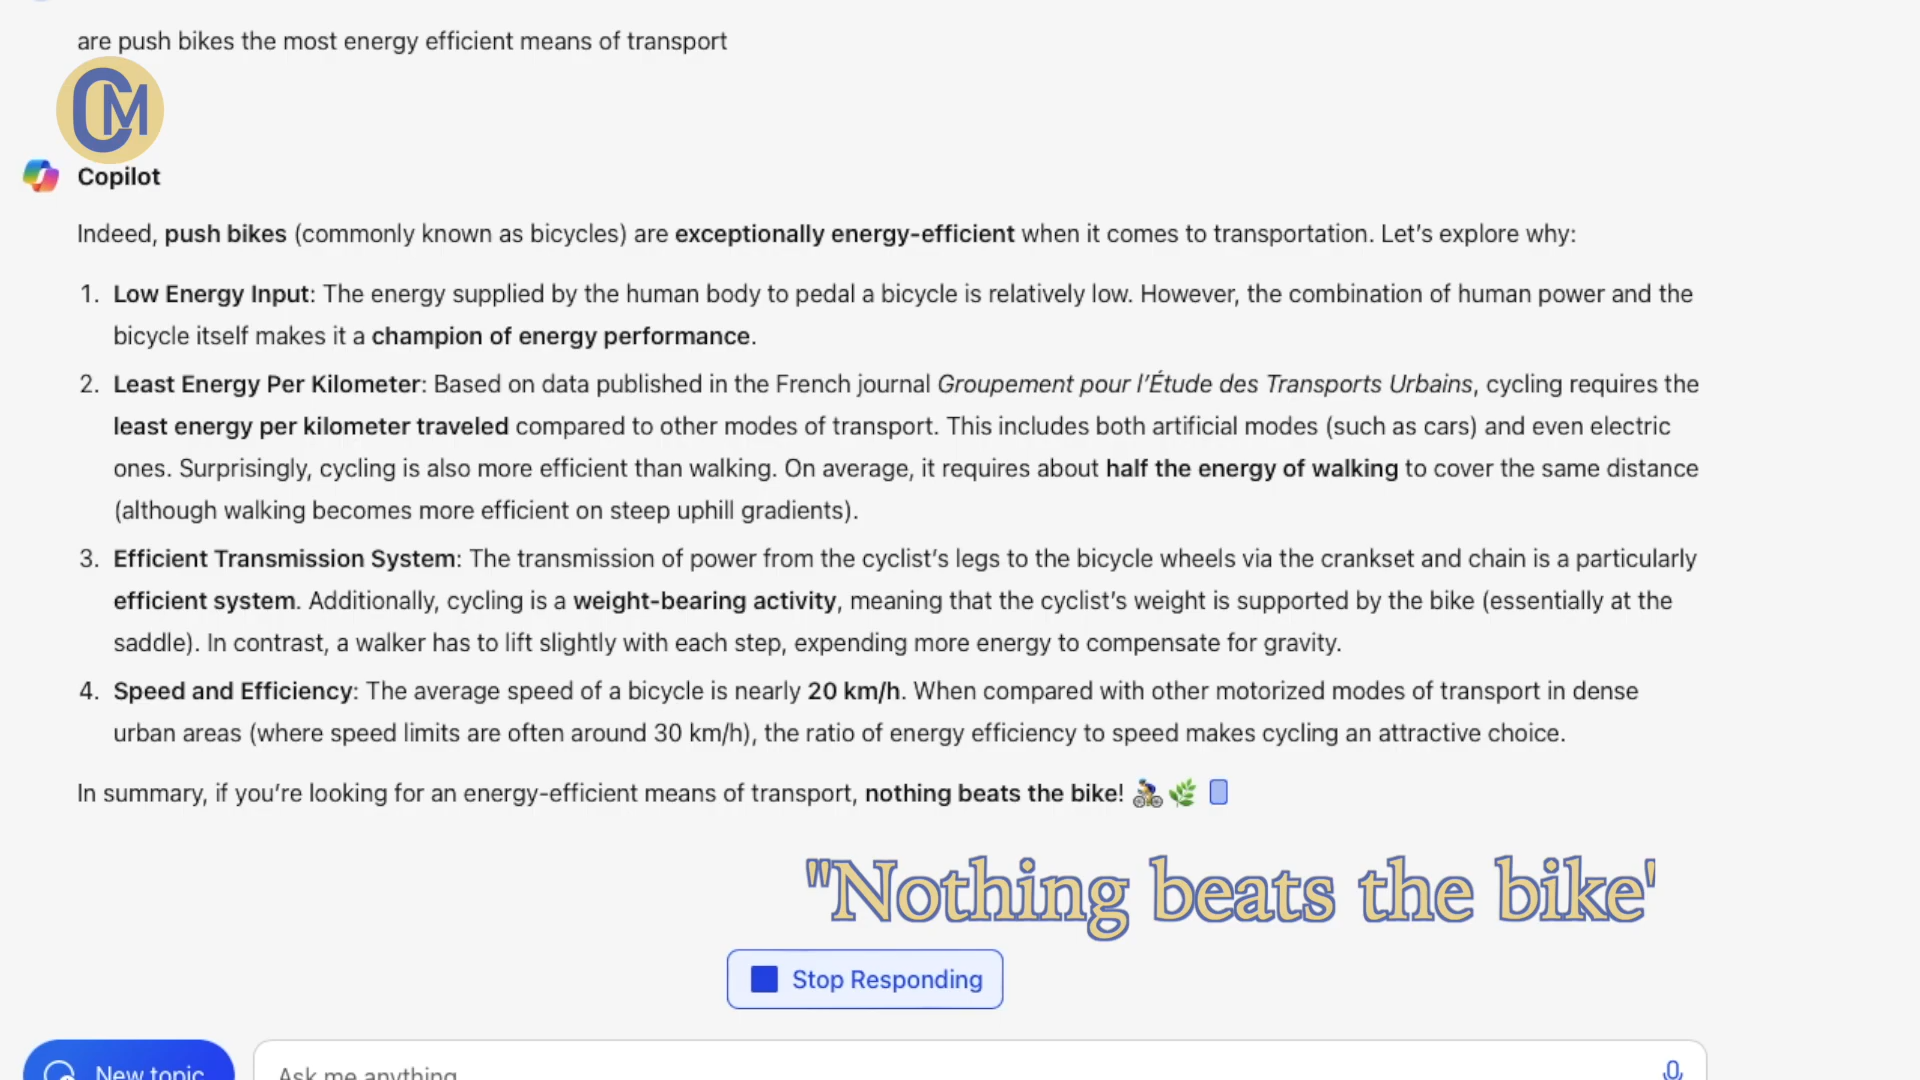 are push bikes the most energy efficient means of transport
CM
Copilot
Indeed, push bikes (commonly known as bicycles) are exceptionally energy-efficient when it comes to transportation. Let’s explore why:
1. Low Energy Input: The energy supplied by the human body to pedal a bicycle is relatively low. However, the combination of human power and the
bicycle itself makes it a champion of energy performance.
2. Least Energy Per Kilometer: Based on data published in the French journal Groupement pour l’Étude des Transports Urbains, cycling requires the
least energy per kilometer traveled compared to other modes of transport. This includes both artificial modes (such as cars) and even electric
ones. Surprisingly, cycling is also more efficient than walking. On average, it requires about half the energy of walking to cover the same distance
(although walking becomes more efficient on steep uphill gradients).
3. Efficient Transmission System: The transmission of power from the cyclist’s legs to the bicycle wheels via the crankset and chain is a particularly
efficient system. Additionally, cycling is a weight-bearing activity, meaning that the cyclist’s weight is supported by the bike (essentially at the
saddle). In contrast, a walker has to lift slightly with each step, expending more energy to compensate for gravity.
4. Speed and Efficiency: The average speed of a bicycle is nearly 20 km/h. When compared with other motorized modes of transport in dense
urban areas (where speed limits are often around 30 km/h), the ratio of energy efficiency to speed makes cycling an attractive choice.
In summary, if you’re looking for an energy-efficient means of transport, nothing beats the bike!
"Nothing beats the bike'
Stop Responding
New topic
Ask me anything